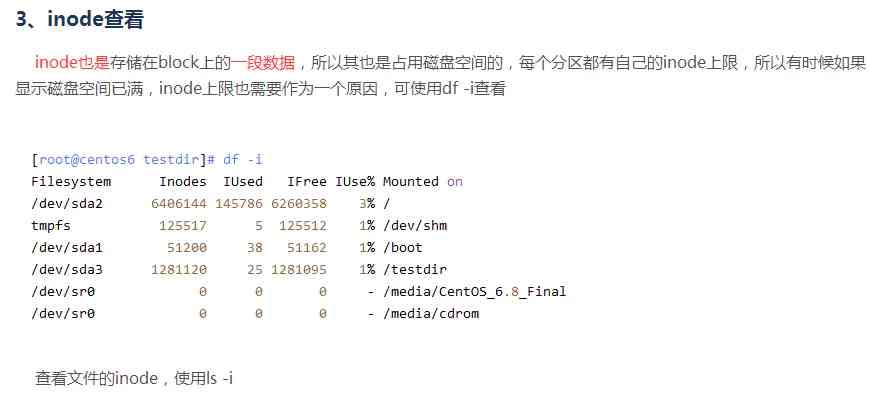 3、inode查看
inode也是存储在block上的一段数据，所以其也是占用磁盘空间的，每个分区都有自己的inode上限，所以有时候如果
显示磁盘空间已满，inode上限也需要作为一个原因，可使用df -i查看
[root@centos6 testdir]# df -i
Filesystem      Inodes  IUsed   IFree IUse% Mounted on
/dev/sda2      6406144 145786 6260358    3% /
tmpfs           125517      5  125512    1% /dev/shm
/dev/sda1        51200     38   51162    1% /boot
/dev/sda3      1281120     25 1281095    1% /testdir
/dev/sr0             0      0       0     - /media/CentOS_6.8_Final
/dev/sr0             0      0       0     - /media/cdrom
查看文件的inode，使用ls -i